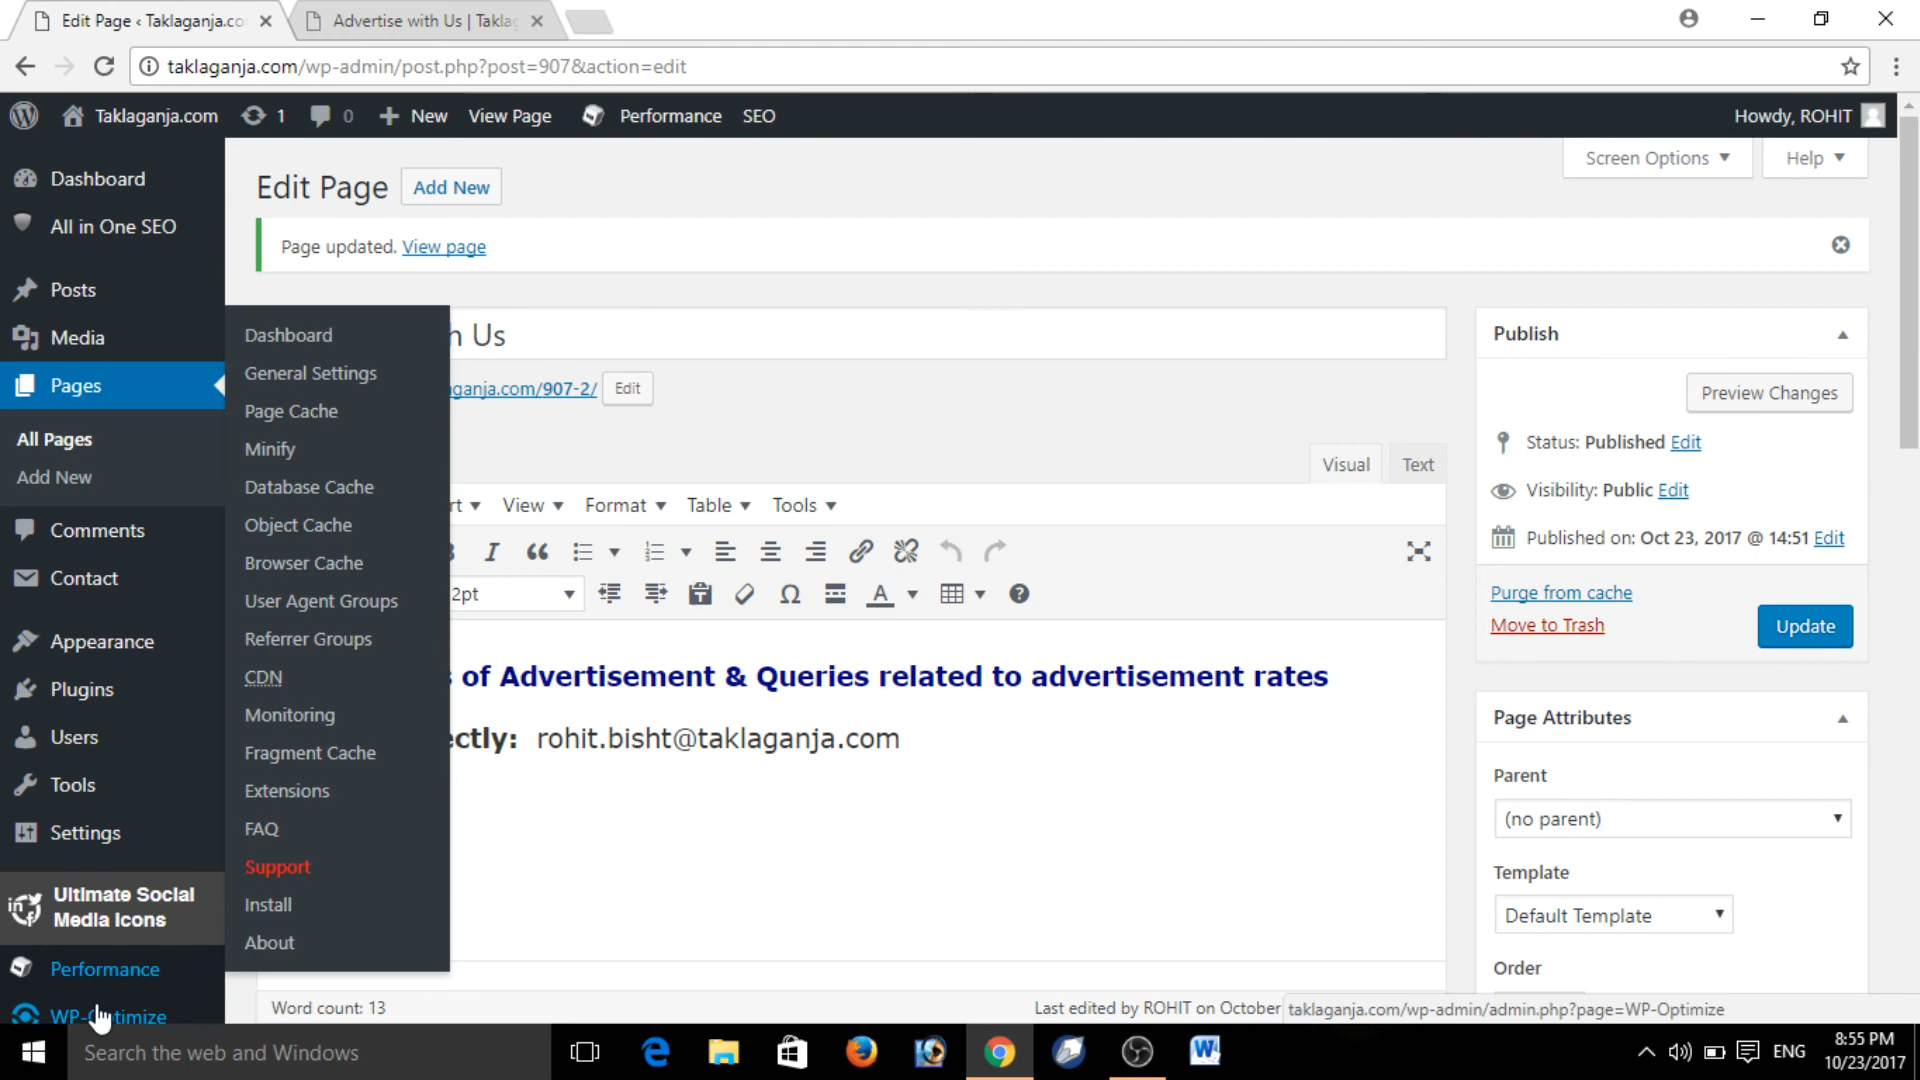 Edit Page ‹ Taklaganja.co
Advertise with Us | Takla
taklaganja.com/wp-admin/post.php?post=907&action=edit
Taklaganja.com 1 0 New View Page Performance SEO Howdy, ROHIT
Screen Options Help
Edit Page Add New
Page updated. View page
Dashboard
All in One SEO
Posts
Media
Pages
All Pages
Add New
Comments
Contact
Appearance
Plugins
Users
Tools
Settings
Ultimate Social
Media Icons
Performance
WP-Optimize
Dashboard
General Settings
Page Cache
Minify
Database Cache
Object Cache
Browser Cache
User Agent Groups
Referrer Groups
CDN
Monitoring
Fragment Cache
Extensions
FAQ
Support
Install
About
h Us
ganja.com/907-2/ Edit
Visual Text
rt View Format Table Tools
2pt
of Advertisement & Queries related to advertisement rates
ectly: rohit.bisht@taklaganja.com
Word count: 13
Last edited by ROHIT on October
taklaganja.com/wp-admin/admin.php?page=WP-Optimize
Publish
Preview Changes
Status: Published Edit
Visibility: Public Edit
Published on: Oct 23, 2017 @ 14:51 Edit
Purge from cache
Move to Trash
Update
Page Attributes
Parent
(no parent)
Template
Default Template
Order
Search the web and Windows
ENG
8:55 PM
10/23/2017